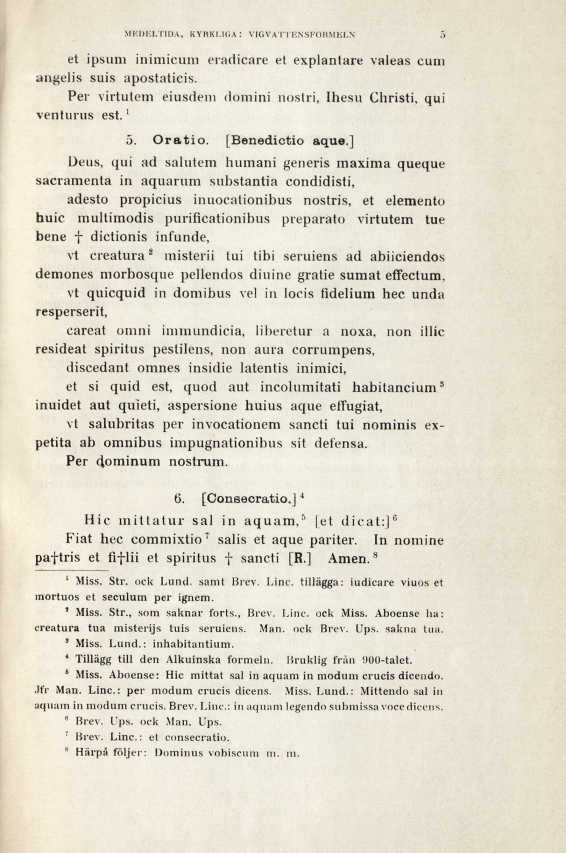 MEDELTIDA, KYRKLIGA: VIGVATTENSFORMELN 5
et ipsum inimicum eradicare et explantare valeas cum
angelis suis apostaticis.
Per virtutem eiusdem domini nostri, Ihesu Christi, qui
venturus est. ¹
5. Oratio. [Benedictio aque.]
Deus, qui ad salutem humani generis maxima queque
sacramenta in aquarum substantia condidisti,
adesto propicius inuocationibus nostris, et elemento
huic multimodis purificationibus preparato virtutem tue
bene † dictionis infunde,
vt creatura ² misterii tui tibi seruiens ad abiiciendos
demones morbosque pellendos diuine gratie sumat effectum,
vt quicquid in domibus vel in locis fidelium hec unda
resperserit,
careat omni immundicia, liberetur a noxa, non illic
resideat spiritus pestilens, non aura corrumpens,
discedant omnes insidie latentis inimici,
et si quid est, quod aut incolumitati habitancium ³
inuidet aut quieti, aspersione huius aque effugiat,
vt salubritas per invocationem sancti tui nominis ex-
petita ab omnibus impugnationibus sit defensa.
Per dominum nostrum.
6. [Consecratio.] ⁴
Hic mittatur sal in aquam, ⁵ [et dicat:] ⁶
Fiat hec commixtio ⁷ salis et aque pariter. In nomine
pa†tris et fi†lii et spiritus † sancti [R.] Amen. ⁸
¹ Miss. Str. ock Lund. samt Brev. Linc. tillägga: iudicare viuos et
mortuos et seculum per ignem.
² Miss. Str., som saknar forts., Brev. Linc. ock Miss. Aboense ha:
creatura tua misterijs tuis seruiens. Man. ock Brev. Ups. sakna tua.
³ Miss. Lund.: inhabitantium.
⁴ Tillägg till den Alkuinska formeln. Bruklig från 900-talet.
⁵ Miss. Aboense: Hic mittat sal in aquam in modum crucis dicendo.
Jfr Man. Linc.: per modum crucis dicens. Miss. Lund.: Mittendo sal in
aquam in modum crucis. Brev. Linc.: in aquam legendo submissa voce dicens.
⁶ Brev. Ups. ock Man. Ups.
⁷ Brev. Linc.: et consecratio.
⁸ Härpå följer: Dominus vobiscum m. m.